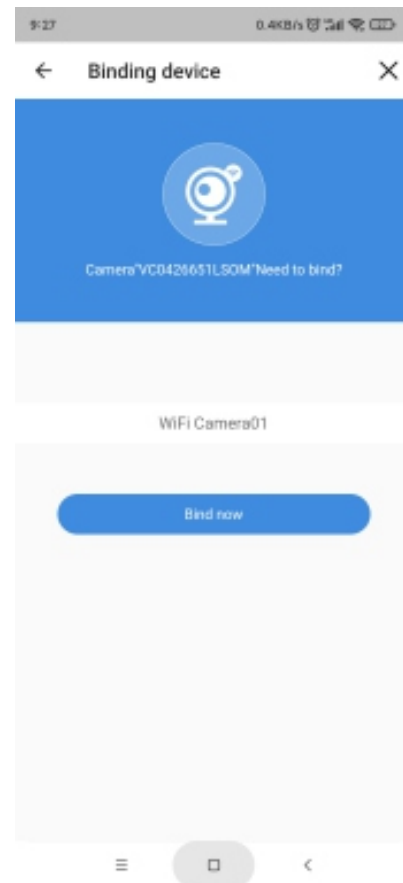 9:27 0.4KB/s
Binding device
Camera"VC0426651LSOM"Need to bind?
WiFi Camera01
Bind now